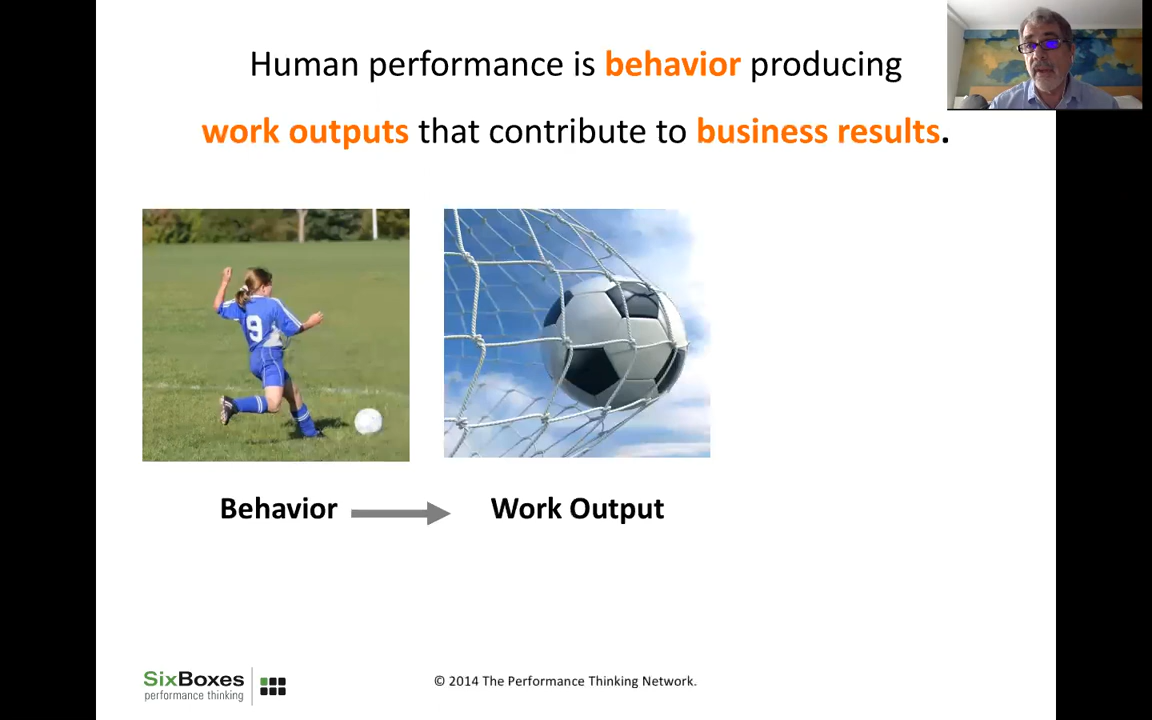 Human performance is behavior producing
work outputs that contribute to business results.
9
Behavior
Work Output
SixBoxes
performance thinking
© 2014 The Performance Thinking Network.